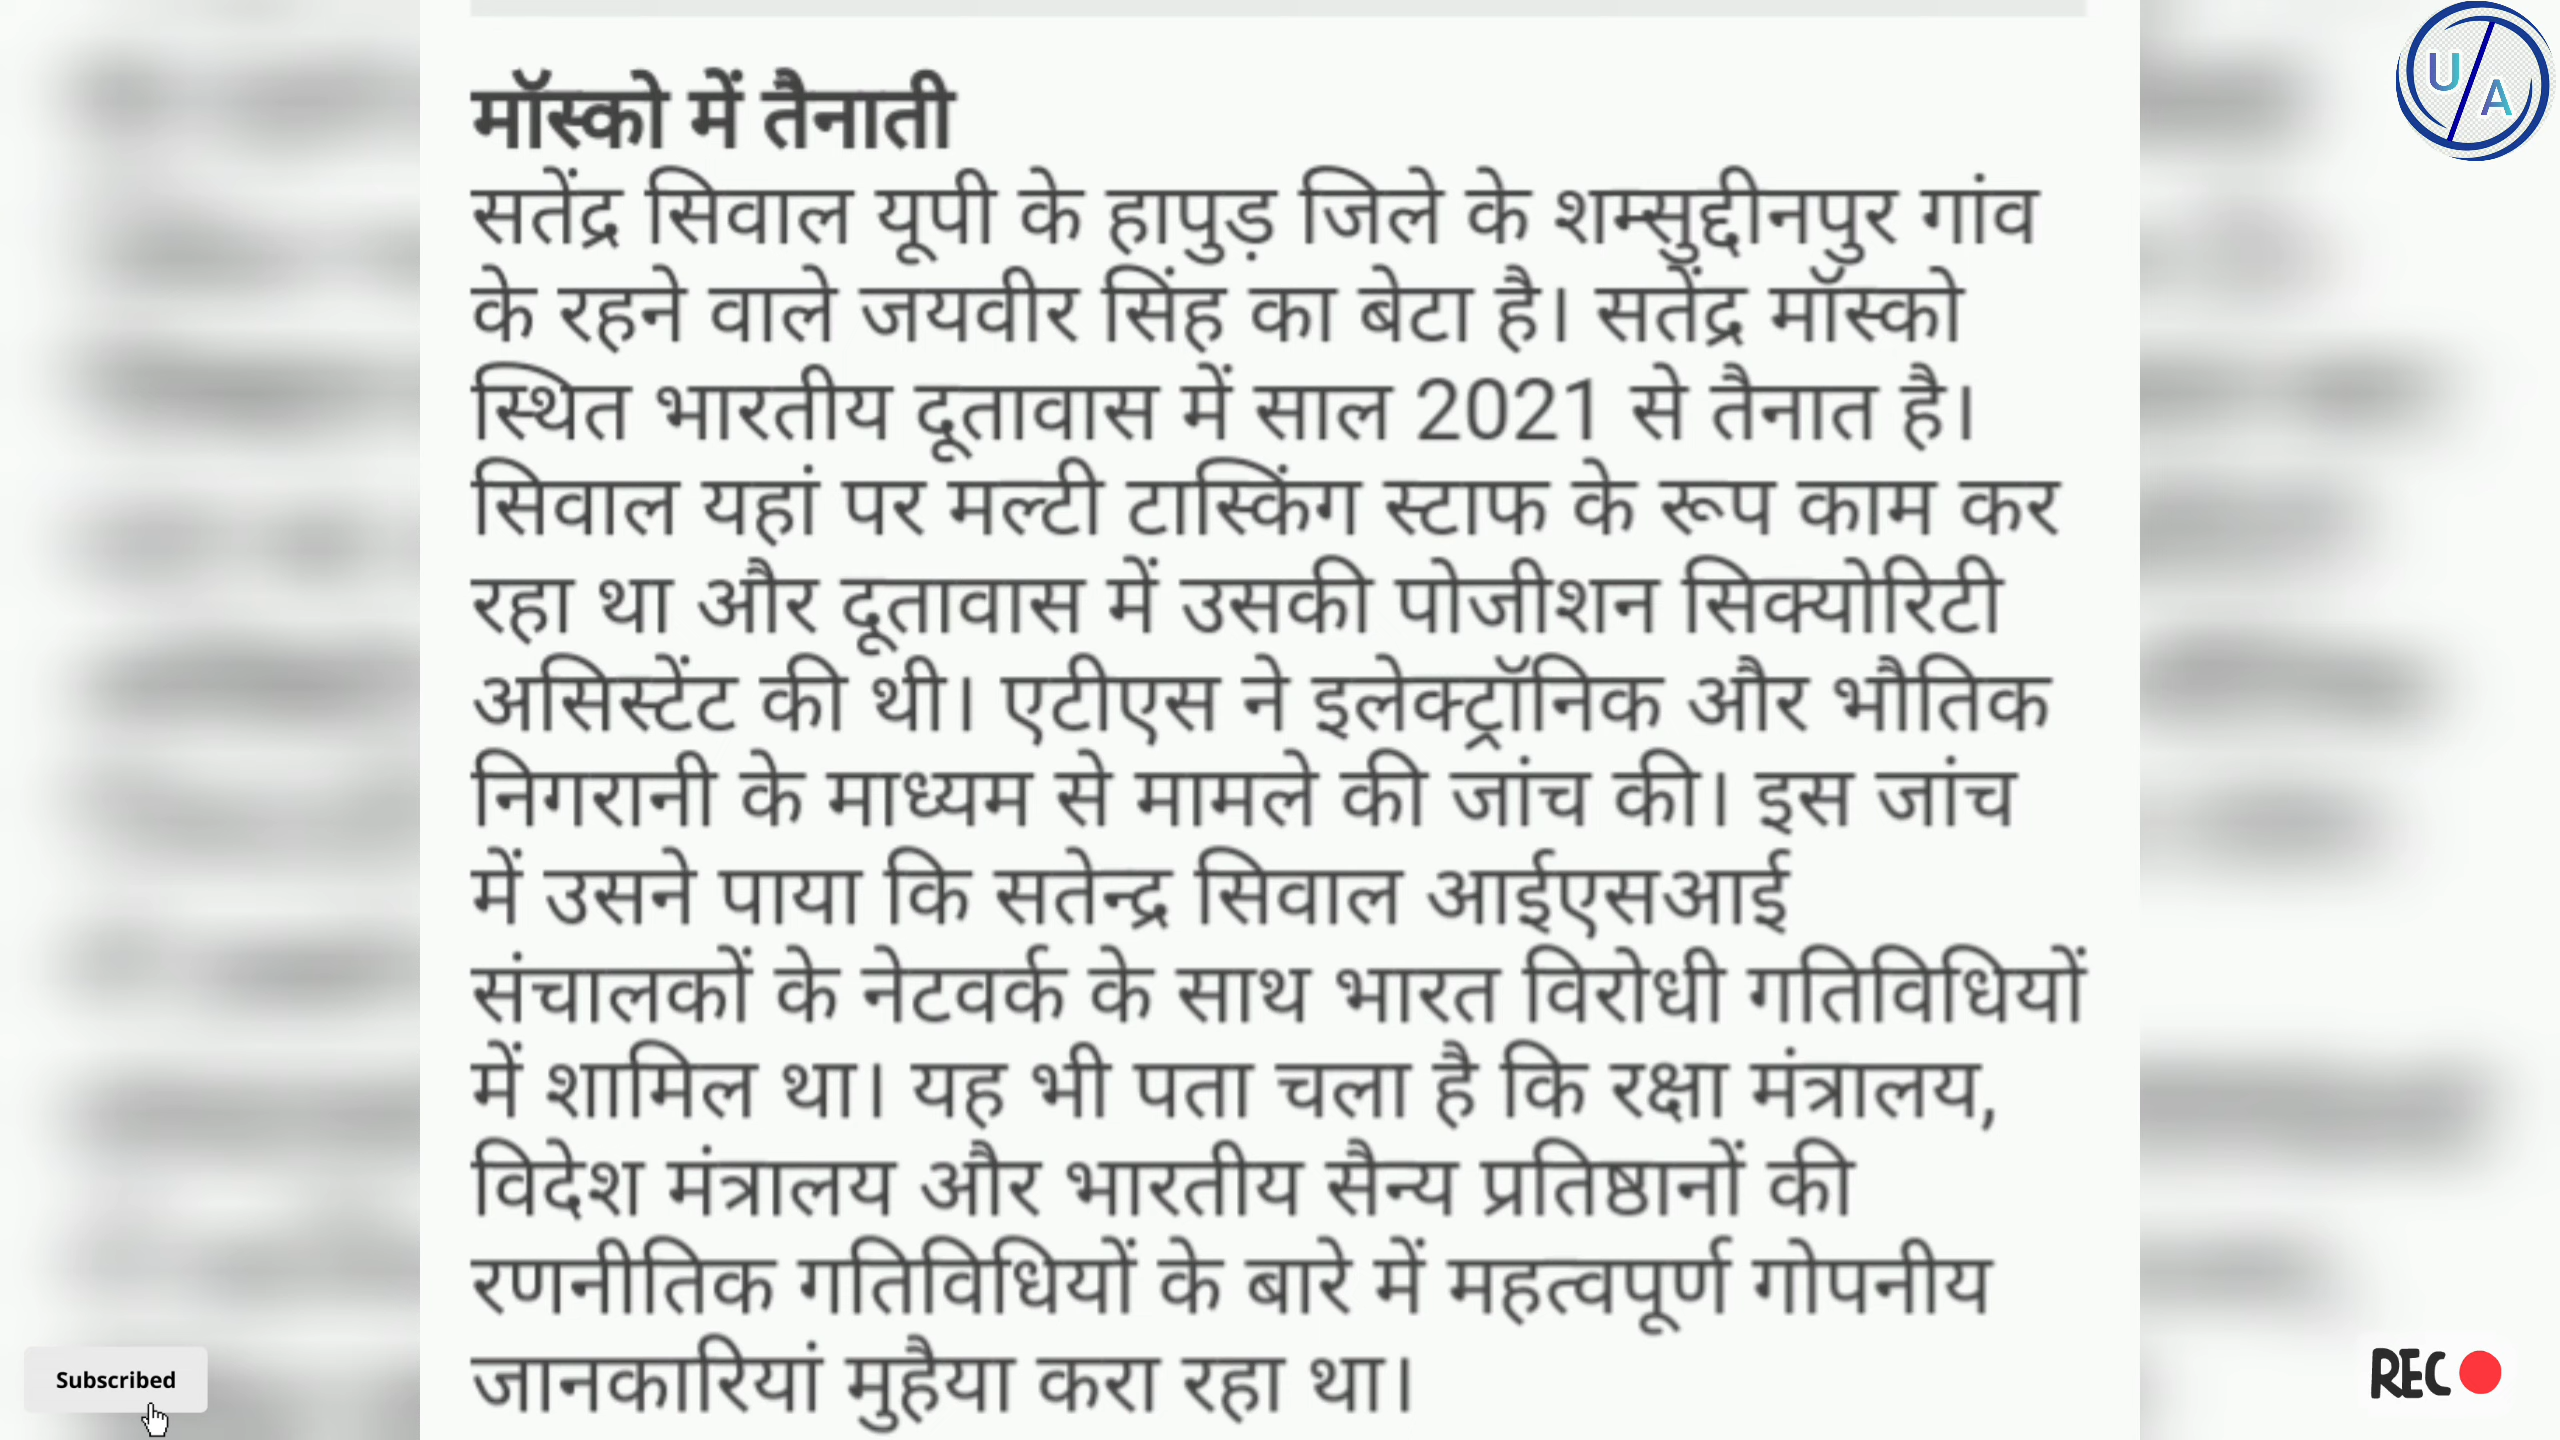 U
A
मॉस्को में तैनाती
सतेंद्र सिवाल यूपी के हापुड़ जिले के शम्सुद्दीनपुर गांव
के रहने वाले जयवीर सिंह का बेटा है। सतेंद्र मॉस्को
स्थित भारतीय दूतावास में साल 2021 से तैनात है।
सिवाल यहां पर मल्टी टास्किंग स्टाफ के रूप काम कर
रहा था और दूतावास में उसकी पोजीशन सिक्योरिटी
असिस्टेंट की थी। एटीएस ने इलेक्ट्रॉनिक और भौतिक
निगरानी के माध्यम से मामले की जांच की। इस जांच
में उसने पाया कि सतेन्द्र सिवाल आईएसआई
संचालकों के नेटवर्क के साथ भारत विरोधी गतिविधियों
में शामिल था। यह भी पता चला है कि रक्षा मंत्रालय,
विदेश मंत्रालय और भारतीय सैन्य प्रतिष्ठानों की
रणनीतिक गतिविधियों के बारे में महत्वपूर्ण गोपनीय
जानकारियां मुहैया करा रहा था।
Subscribed
REC